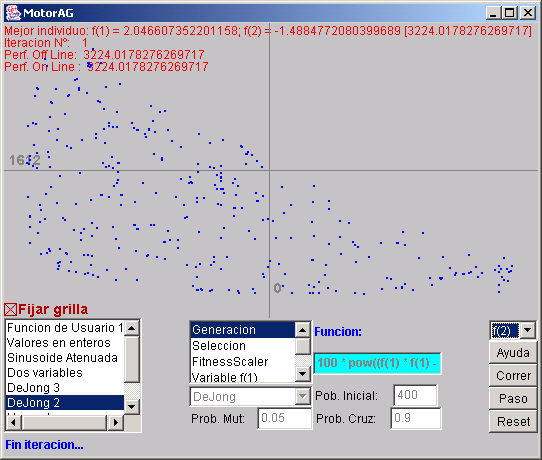 MotorAG
Mejor individuo: f(1) = 2.046607352201158; f(2) = -1.4884772080399689 [3224.0178276269717]
Iteracion Nº: 1
Perf. Off Line: 3224.0178276269717
Perf. On Line : 3224.0178276269717
1612
0
Fijar grilla
Funcion de Usuario 1
Valores en enteros
Sinusoide Atenuada
Dos variables
DeJong 3
DeJong 2
Generacion
Seleccion
FitnessScaler
Variable f(1)
Funcion:
100 * pow((f(1) * f(1) -
DeJong
Pob. Inicial: 400
Prob. Mut: 0.05
Prob. Cruz: 0.9
f(2)
Ayuda
Correr
Paso
Reset
Fin iteracion...